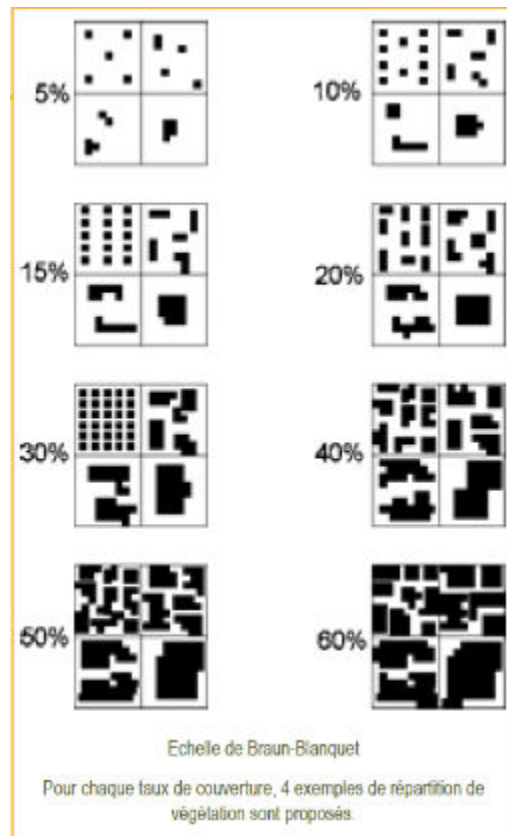 5%
10%
15%
20%
30%
40%
50%
60%
Echelle de Braun-Blanquet
Pour chaque taux de couverture, 4 exemples de répartition de
végétation sont proposés.